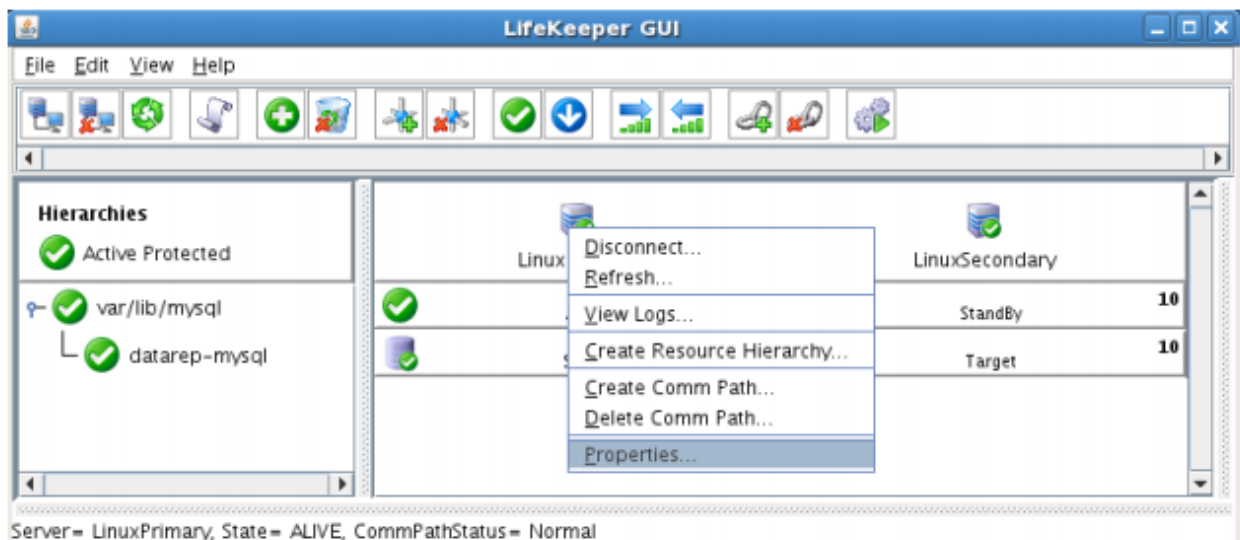 LifeKeeper GUI
File Edit View Help
Hierarchies
Active Protected
Linux
LinuxSecondary
var/lib/mysql
datarep-mysql
StandBy
10
Target
10
Disconnect...
Refresh...
View Logs...
Create Resource Hierarchy...
Create Comm Path...
Delete Comm Path...
Properties...
Server= LinuxPrimary, State= ALIVE, CommPathStatus= Normal